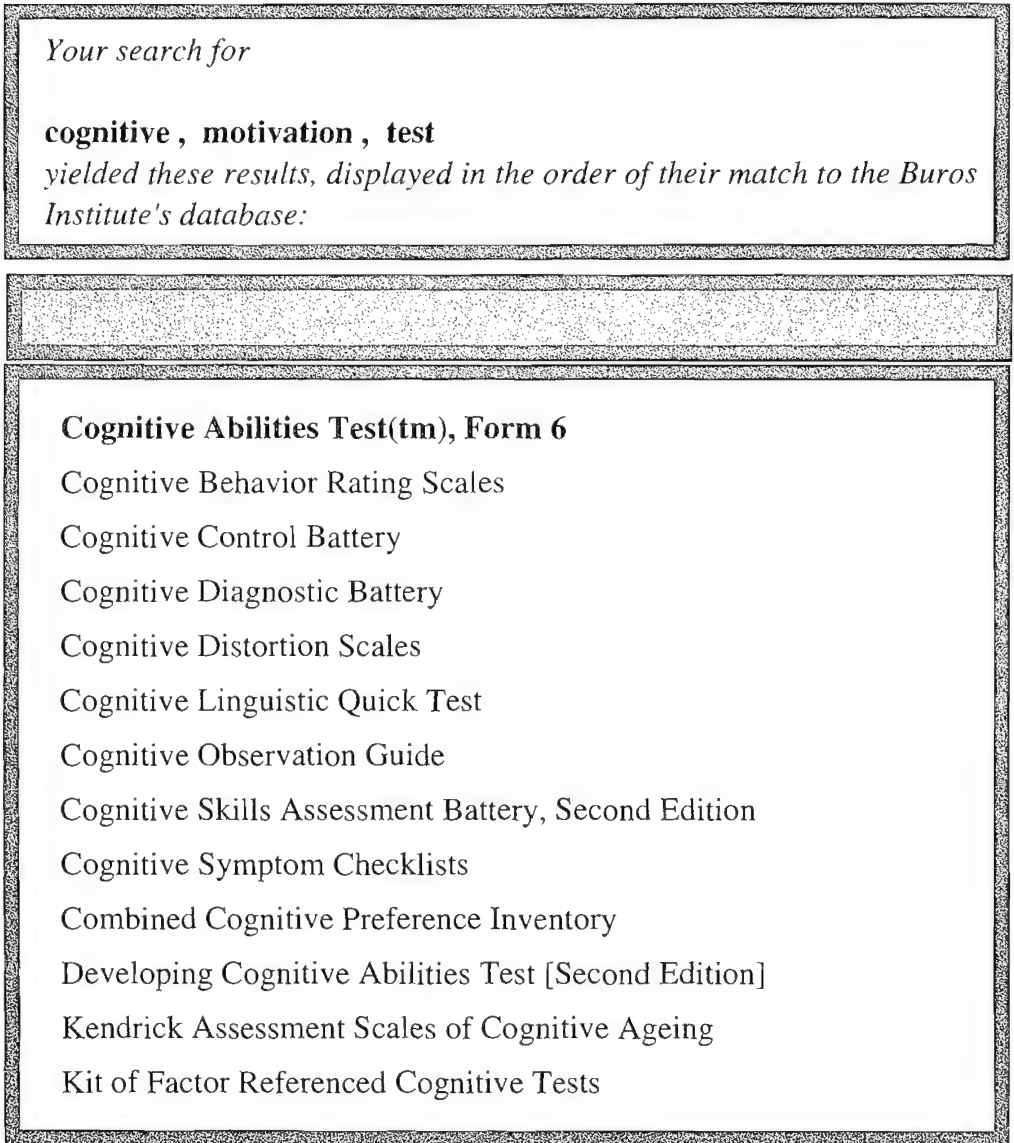 Your search for
cognitive , motivation , test
yielded these results, displayed in the order of their match to the Buros
Institute's database:
Cognitive Abilities Test(tm), Form 6
Cognitive Behavior Rating Scales
Cognitive Control Battery
Cognitive Diagnostic Battery
Cognitive Distortion Scales
Cognitive Linguistic Quick Test
Cognitive Observation Guide
Cognitive Skills Assessment Battery, Second Edition
Cognitive Symptom Checklists
Combined Cognitive Preference Inventory
Developing Cognitive Abilities Test [Second Edition]
Kendrick Assessment Scales of Cognitive Ageing
Kit of Factor Referenced Cognitive Tests